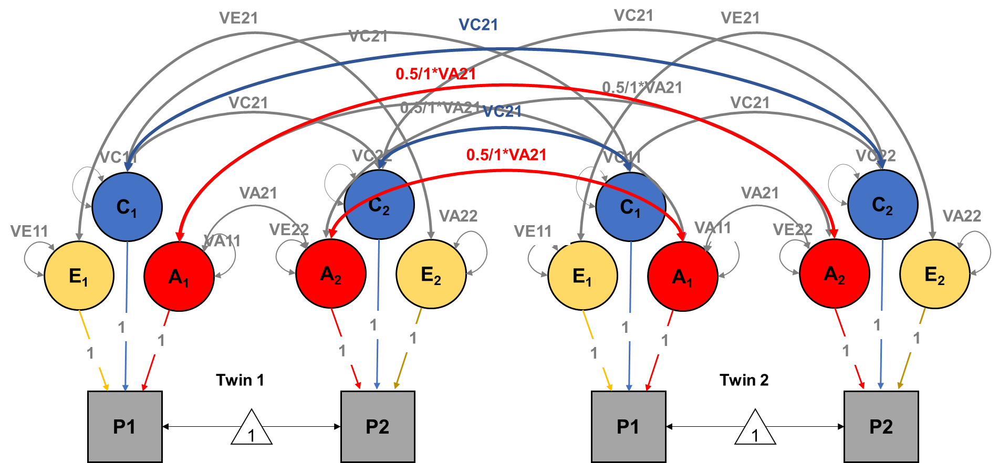 VE21
VC21
VC21
VC21
VE21
0.5/1*VA21
0.5/1*VA21
VC21
0.5/1*VA21
VC21
VC21
VC11
VC22
0.5/1*VA21
VC11
VC22
VA21
VA21
C₁
C₂
C₁
C₂
VE11
VA11
VE22
VA22
VE11
VA11
VE22
VA22
E₁
A₁
A₂
E₂
E₁
A₁
A₂
E₂
1
1
1
1
1
1
1
1
1
1
1
1
Twin 1
Twin 2
P1
1
P2
P1
1
P2